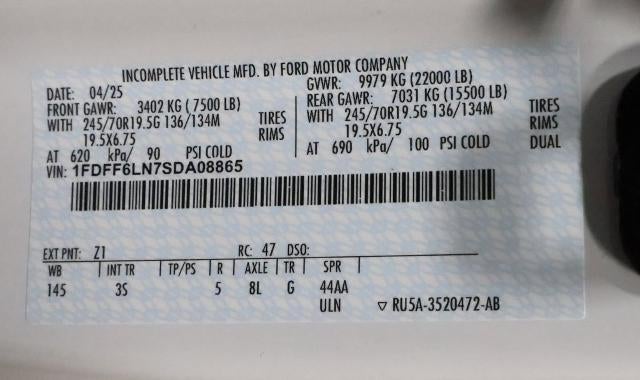 INCOMPLETE VEHICLE MFD. BY FORD MOTOR COMPANY
DATE: 04/25 GVWR: 9979 KG (22000 LB)
FRONT GAWR: 3402 KG ( 7500 LB) REAR GAWR: 7031 KG (15500 LB)
WITH 245/70R19.5G 136/134M TIRES WITH 245/70R19.5G 136/134M TIRES
19.5X6.75 RIMS 19.5X6.75 RIMS
AT 620 kPa/ 90 PSI COLD AT 690 kPa/ 100 PSI COLD DUAL
VIN: 1FDFF6LN7SDA08865
EXT PNT: Z1 RC: 47 DSO:
WB INT TR TP/PS R AXLE TR SPR
145 3S 5 8L G 44AA
ULN ▽ RU5A-3520472-AB